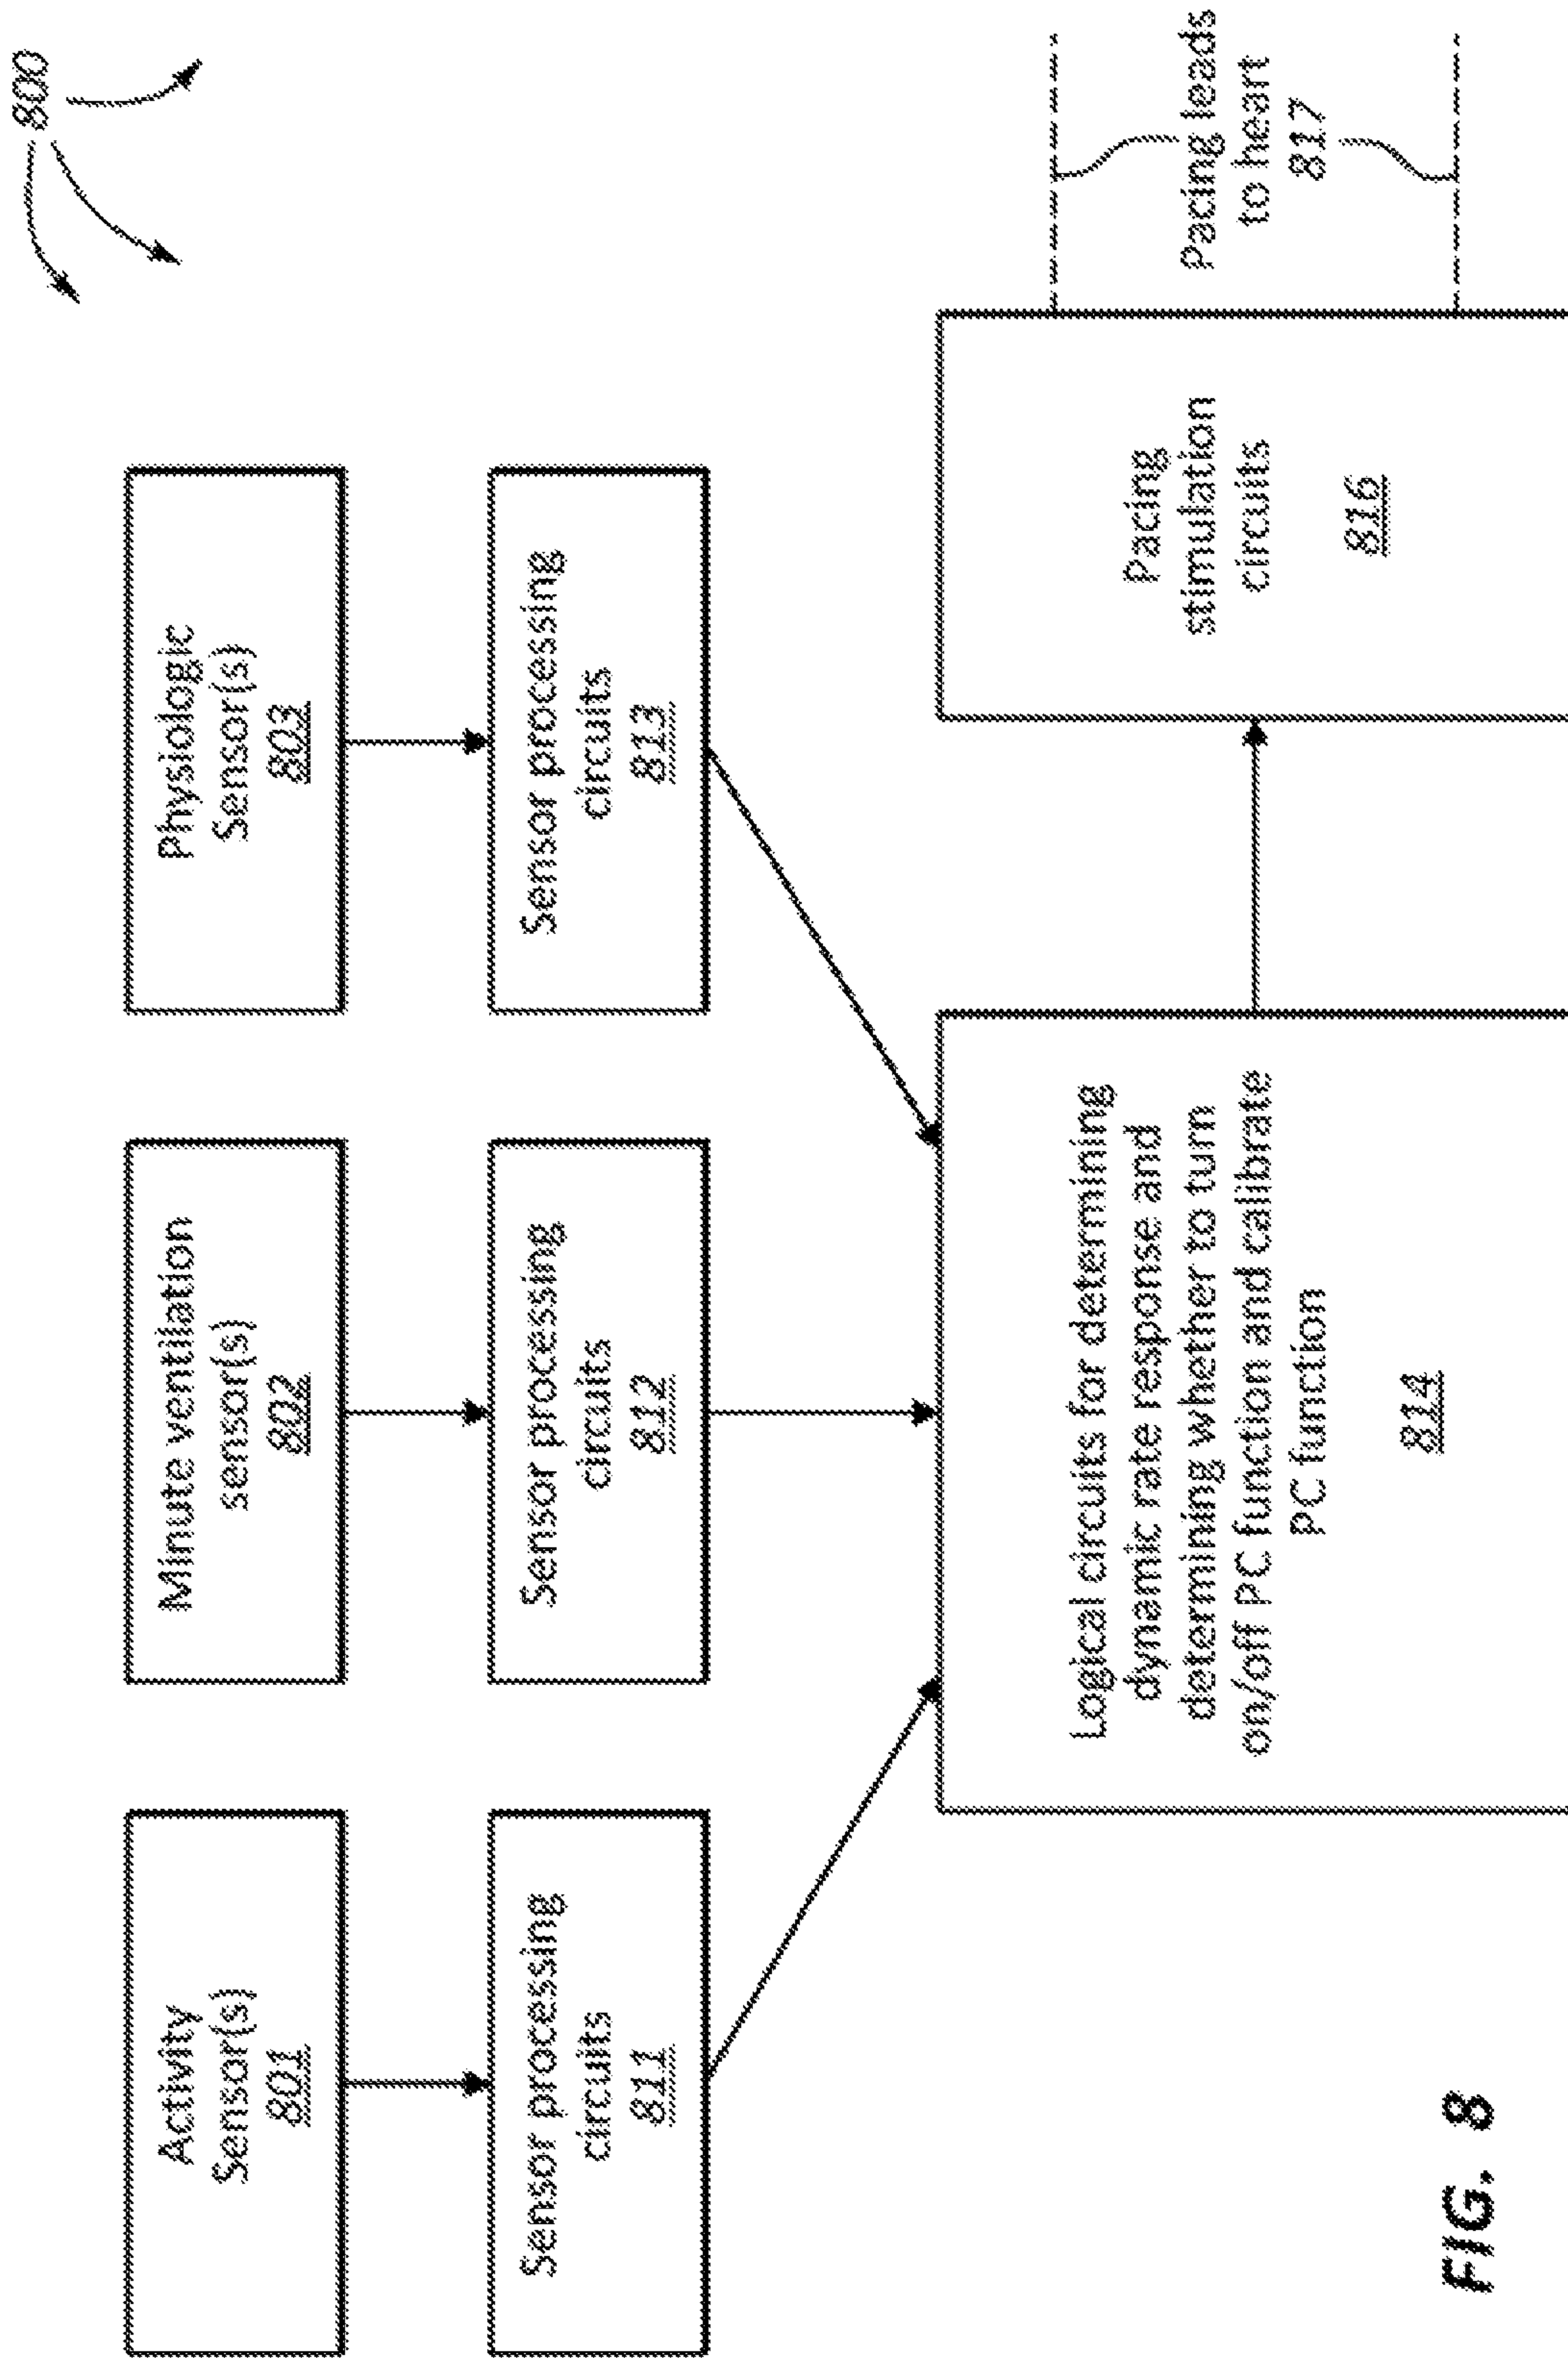 800
Activity
Sensor(s)
801
Minute ventilation
sensor(s)
802
Physiologic
Sensor(s)
803
Sensor processing
circuits
811
Sensor processing
circuits
812
Sensor processing
circuits
813
Logical circuits for determining
dynamic rate response and
determining whether to turn
on/off PC function and calibrate
PC function
814
Pacing
stimulation
circuits
816
Pacing leads
to heart
817
FIG. 8